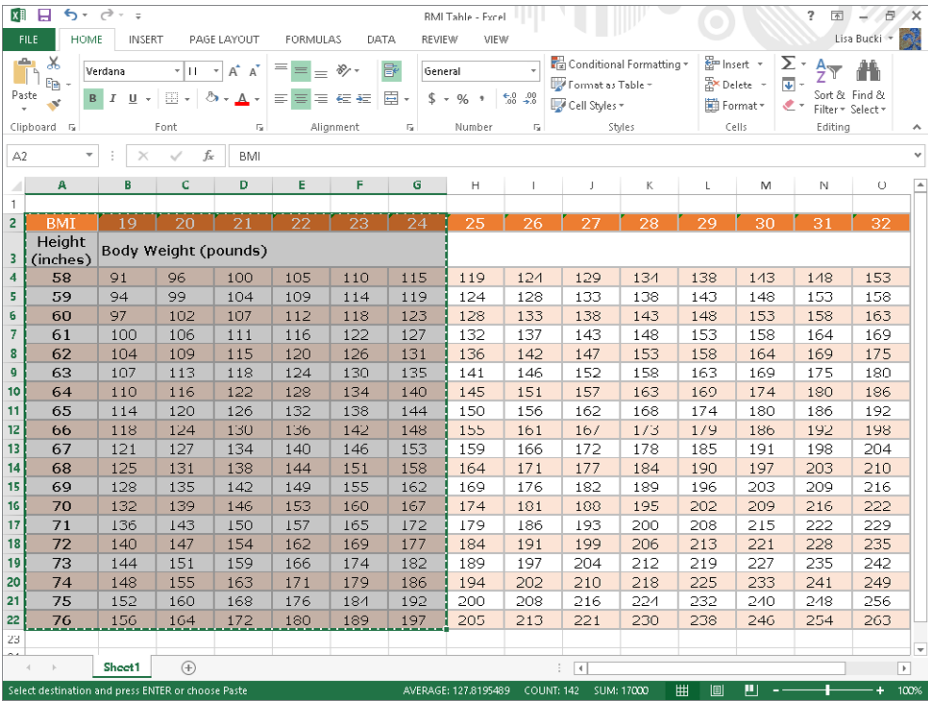 BMI Table - Excel
?
FILE HOME INSERT PAGE LAYOUT FORMULAS DATA REVIEW VIEW Lisa Bucki
Verdana 11 A A General Conditional Formatting Insert Σ A Z
Paste Format as Table Delete Sort & Find &
B I U A $ % , .00 Cell Styles Format Filter Select
Clipboard Font Alignment Number Styles Cells Editing
A2 fx BMI
A B C D E F G H I J K L M N O
1
2 BMI 19 20 21 22 23 24 25 26 27 28 29 30 31 32
Height
3 (inches) Body Weight (pounds)
4 58 91 96 100 105 110 115 119 124 129 134 138 143 148 153
5 59 94 99 104 109 114 119 124 128 133 138 143 148 153 158
6 60 97 102 107 112 118 123 128 133 138 143 148 153 158 163
7 61 100 106 111 116 122 127 132 137 143 148 153 158 164 169
8 62 104 109 115 120 126 131 136 142 147 153 158 164 169 175
9 63 107 113 118 124 130 135 141 146 152 158 163 169 175 180
10 64 110 116 122 128 134 140 145 151 157 163 169 174 180 186
11 65 114 120 126 132 138 144 150 156 162 168 174 180 186 192
12 66 118 124 130 136 142 148 155 161 167 173 179 186 192 198
13 67 121 127 134 140 146 153 159 166 172 178 185 191 198 204
14 68 125 131 138 144 151 158 164 171 177 184 190 197 203 210
15 69 128 135 142 149 155 162 169 176 182 189 196 203 209 216
16 70 132 139 146 153 160 167 174 181 188 195 202 209 216 222
17 71 136 143 150 157 165 172 179 186 193 200 208 215 222 229
18 72 140 147 154 162 169 177 184 191 199 206 213 221 228 235
19 73 144 151 159 166 174 182 189 197 204 212 219 227 235 242
20 74 148 155 163 171 179 186 194 202 210 218 225 233 241 249
21 75 152 160 168 176 184 192 200 208 216 224 232 240 248 256
22 76 156 164 172 180 189 197 205 213 221 230 238 246 254 263
23
Sheet1
Select destination and press ENTER or choose Paste AVERAGE: 127.8195489 COUNT: 142 SUM: 17000 100%